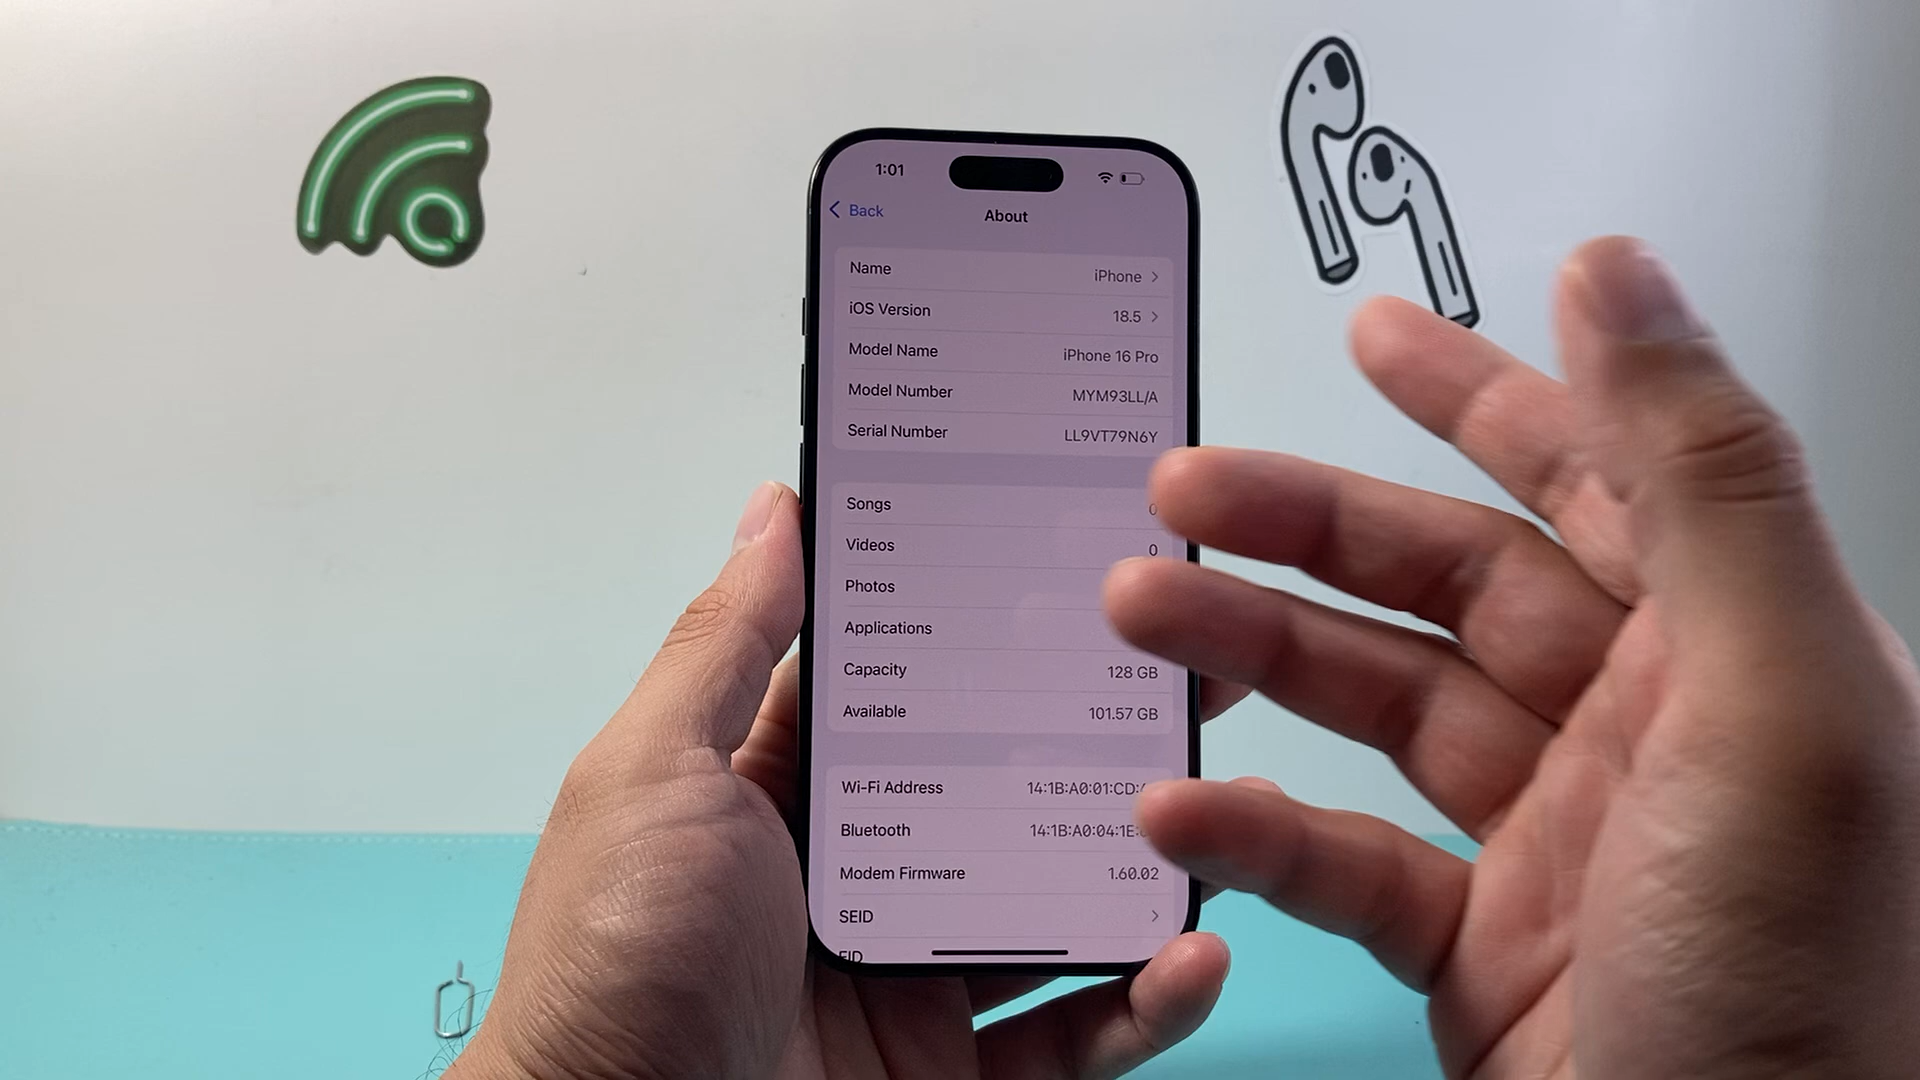 1:01
Back
About
Name iPhone
iOS Version 18.5
Model Name iPhone 16 Pro
Model Number MYM93LL/A
Serial Number LL9VT79N6Y
Songs 0
Videos 0
Photos
Applications
Capacity 128 GB
Available 101.57 GB
Wi-Fi Address 14:1B:A0:01:CD:
Bluetooth 14:1B:A0:04:1E:
Modem Firmware 1.60.02
SEID
EID